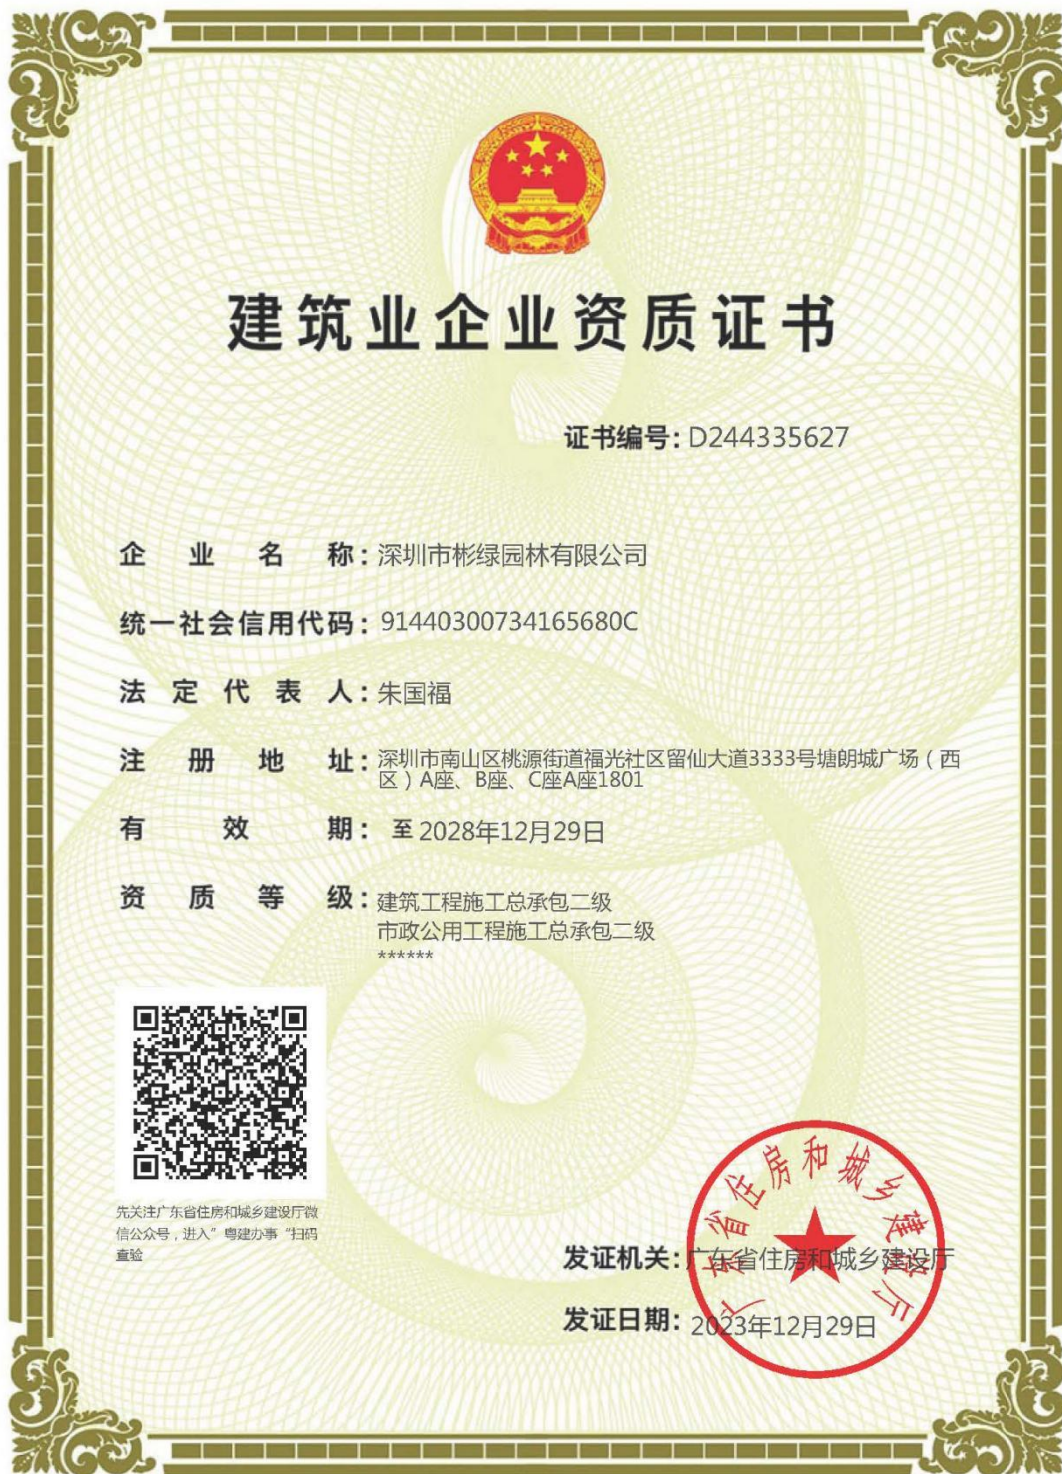 建筑业企业资质证书
证书编号：D244335627
企业名称：深圳市彬绿园林有限公司
统一社会信用代码：91440300734165680C
法定代表人：朱国福
注册地址：深圳市南山区桃源街道福光社区留仙大道3333号塘朗城广场（西
区）A座、B座、C座A座1801
有效期：至2028年12月29日
资质等级：建筑工程施工总承包二级
市政公用工程施工总承包二级
******
先关注广东省住房和城乡建设厅微
信公众号，进入”粤建办事“扫码
查验
广东省住房和城乡建设厅
发证机关：广东省住房和城乡建设厅
发证日期：2023年12月29日